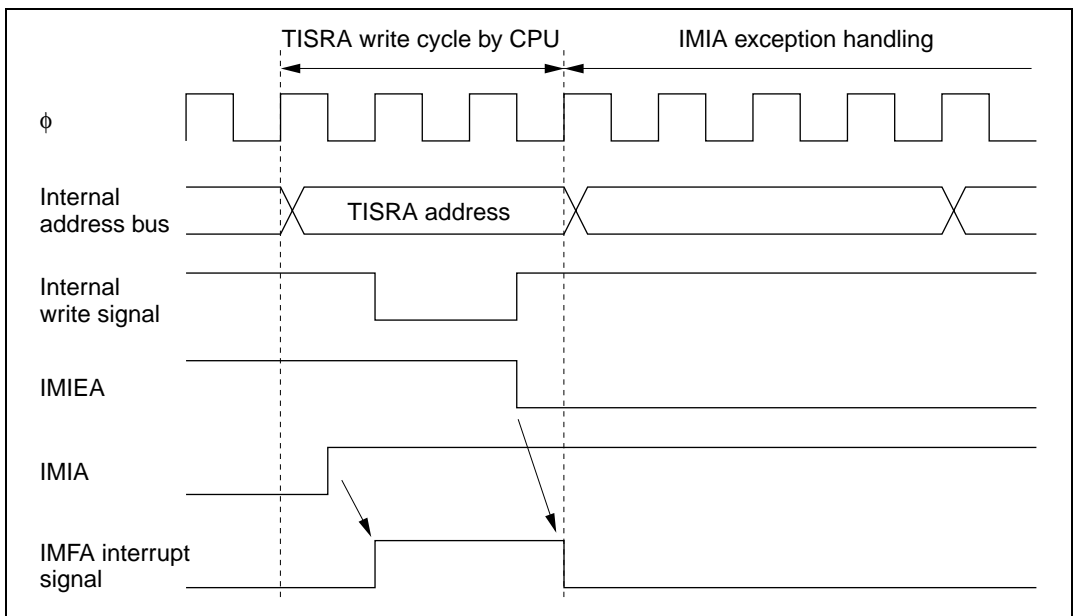 TISRA write cycle by CPU
IMIA exception handling
ϕ
Internal
address bus
TISRA address
Internal
write signal
IMIEA
IMIA
IMFA interrupt
signal